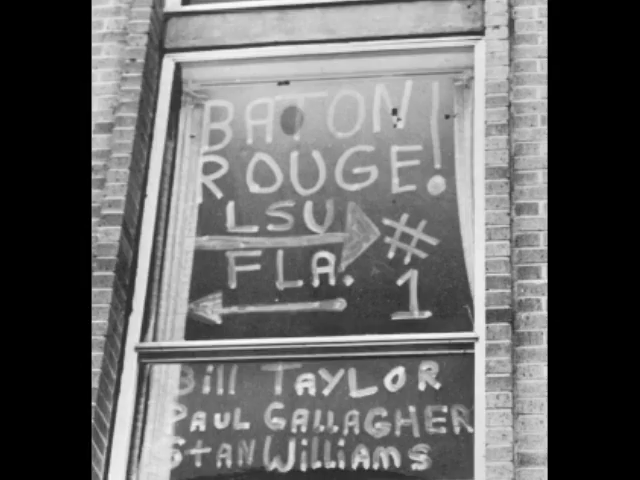 BATON!
ROUGE!
LSU
#
FLA.
1
Bill TAYLOR
PAUL GALLAGHER
STAN WilliAmS